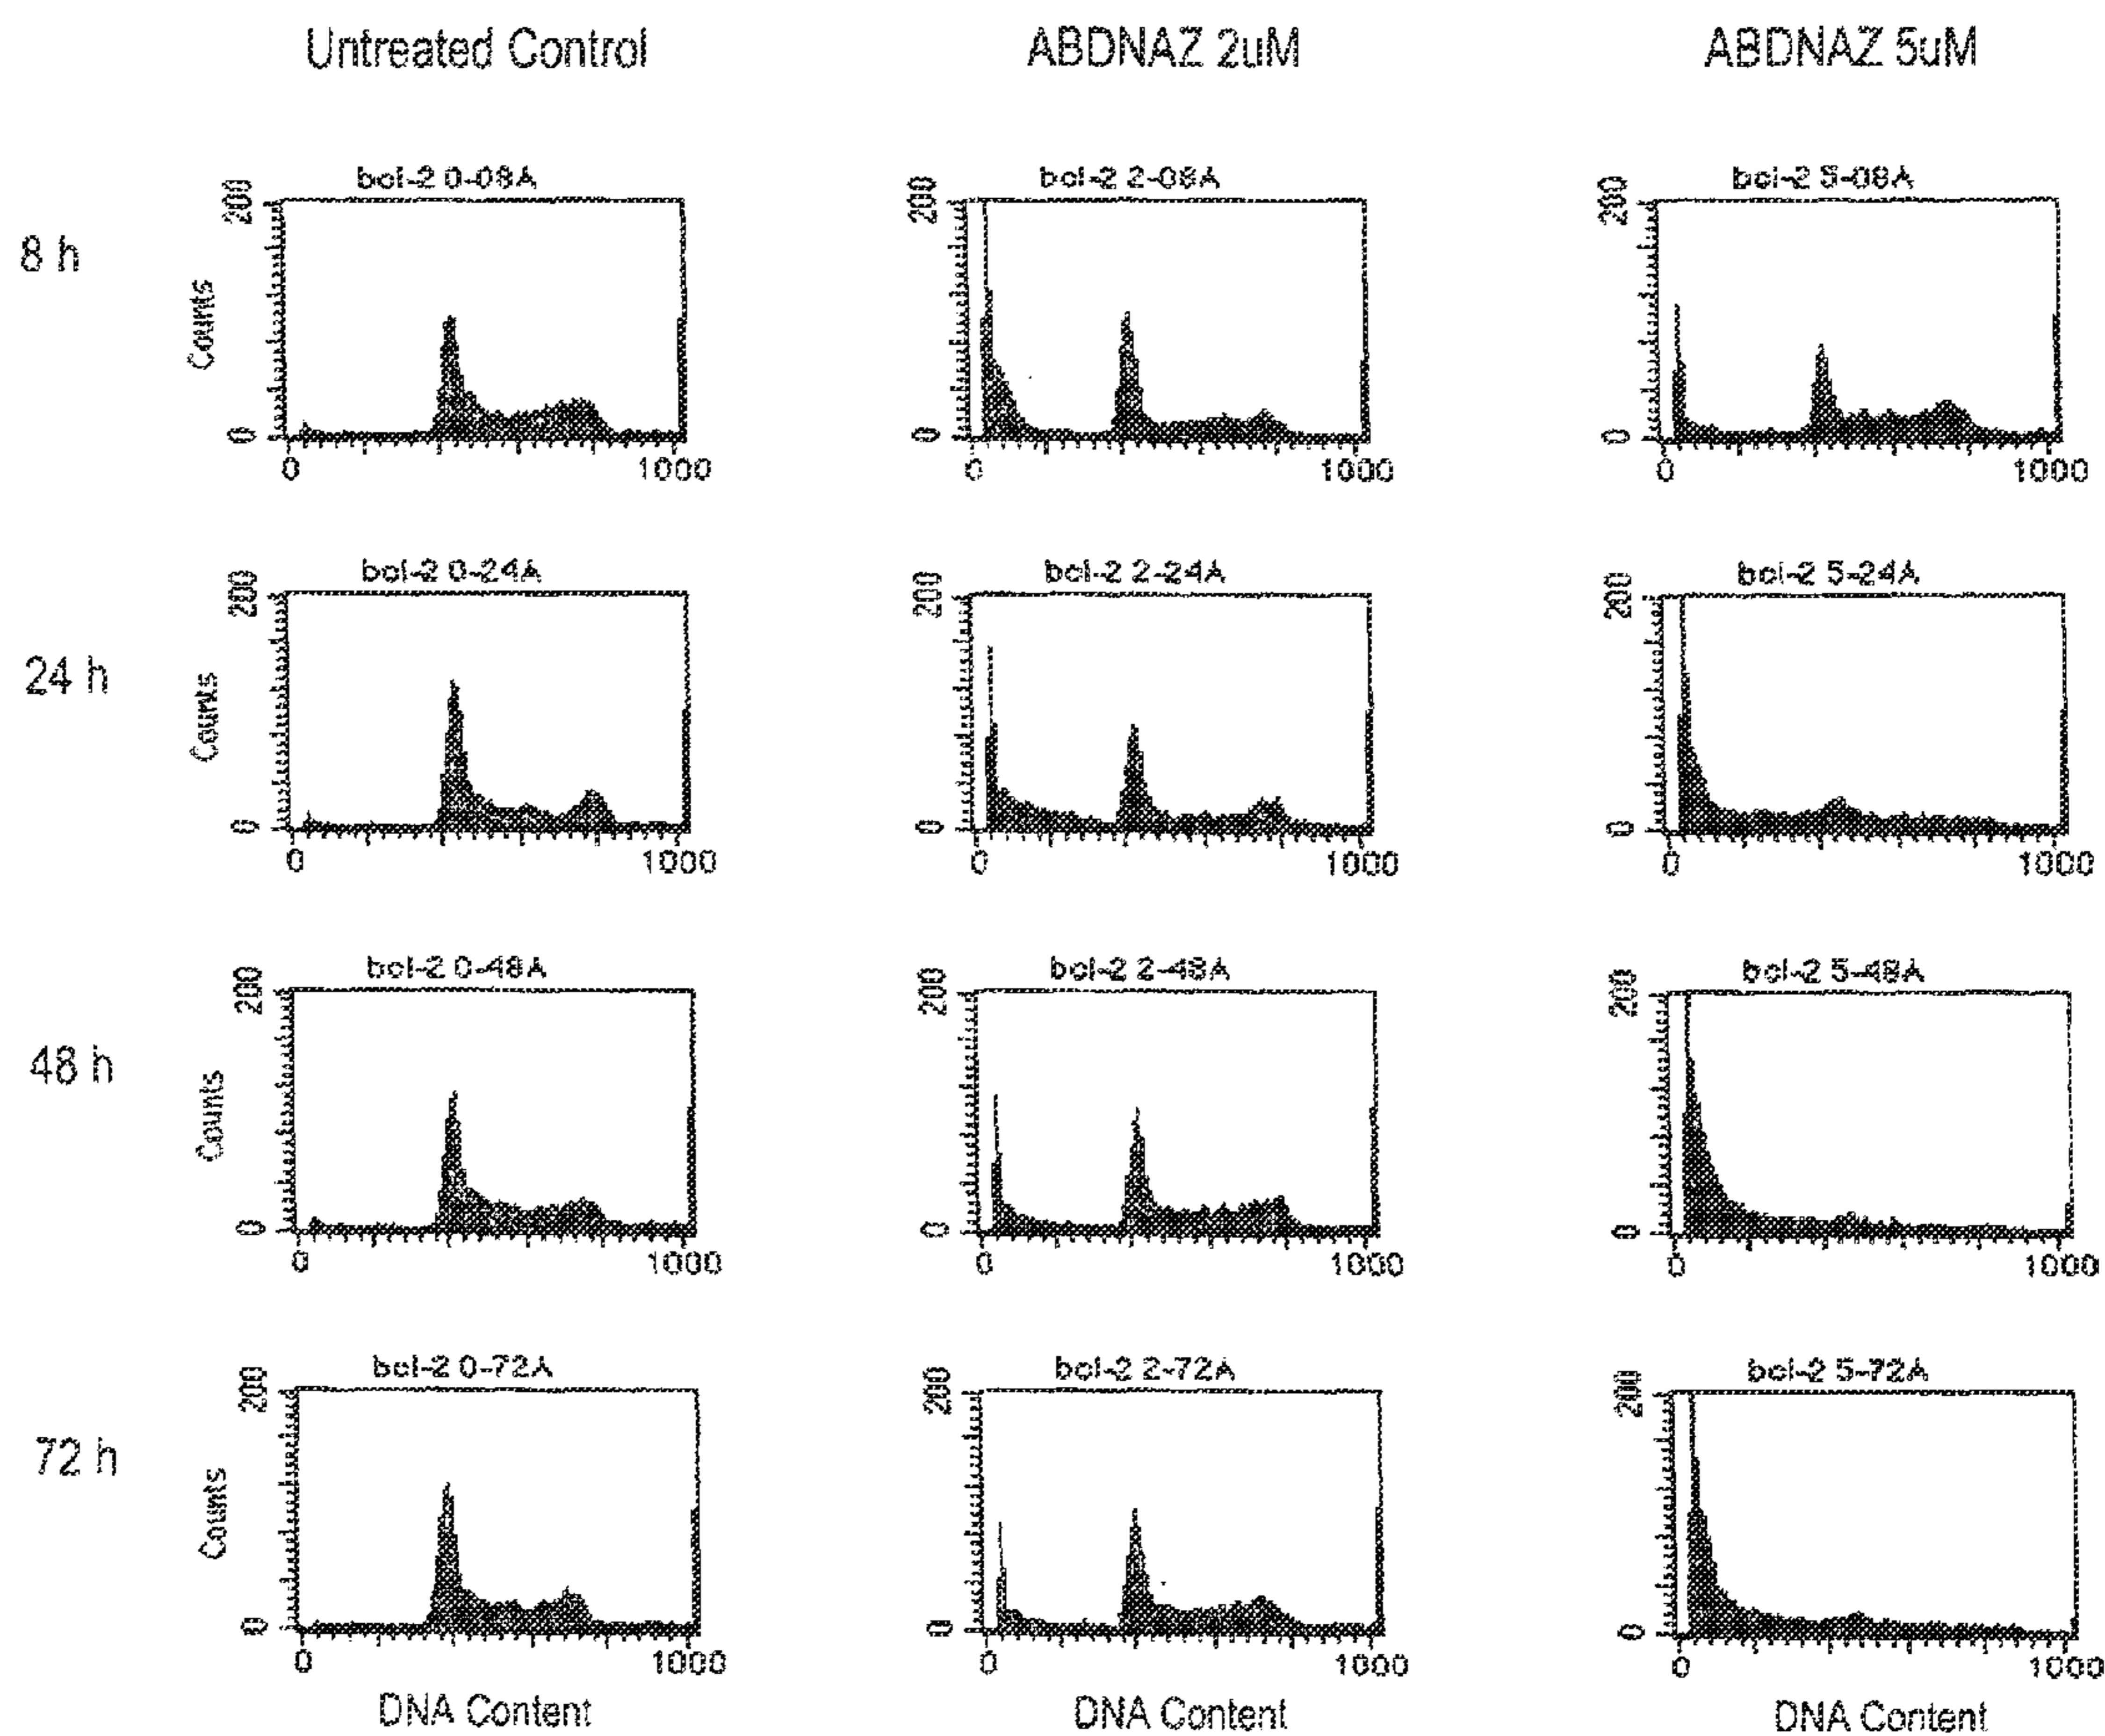 Untreated Control ABDNAZ 2uM ABDNAZ 5uM
bcl-2 0-08A bcl-2 2-08A bcl-2 5-08A
8 h Counts 200 0 200 0 200 0
0 1000 0 1000 0 1000
bcl-2 0-24A bcl-2 2-24A bcl-2 5-24A
24 h Counts 200 0 200 0 200 0
0 1000 0 1000 0 1000
bcl-2 0-48A bcl-2 2-48A bcl-2 5-48A
48 h Counts 200 0 200 0 200 0
0 1000 0 1000 0 1000
bcl-2 0-72A bcl-2 2-72A bcl-2 5-72A
72 h Counts 200 0 200 0 200 0
0 1000 0 1000 0 1000
DNA Content DNA Content DNA Content